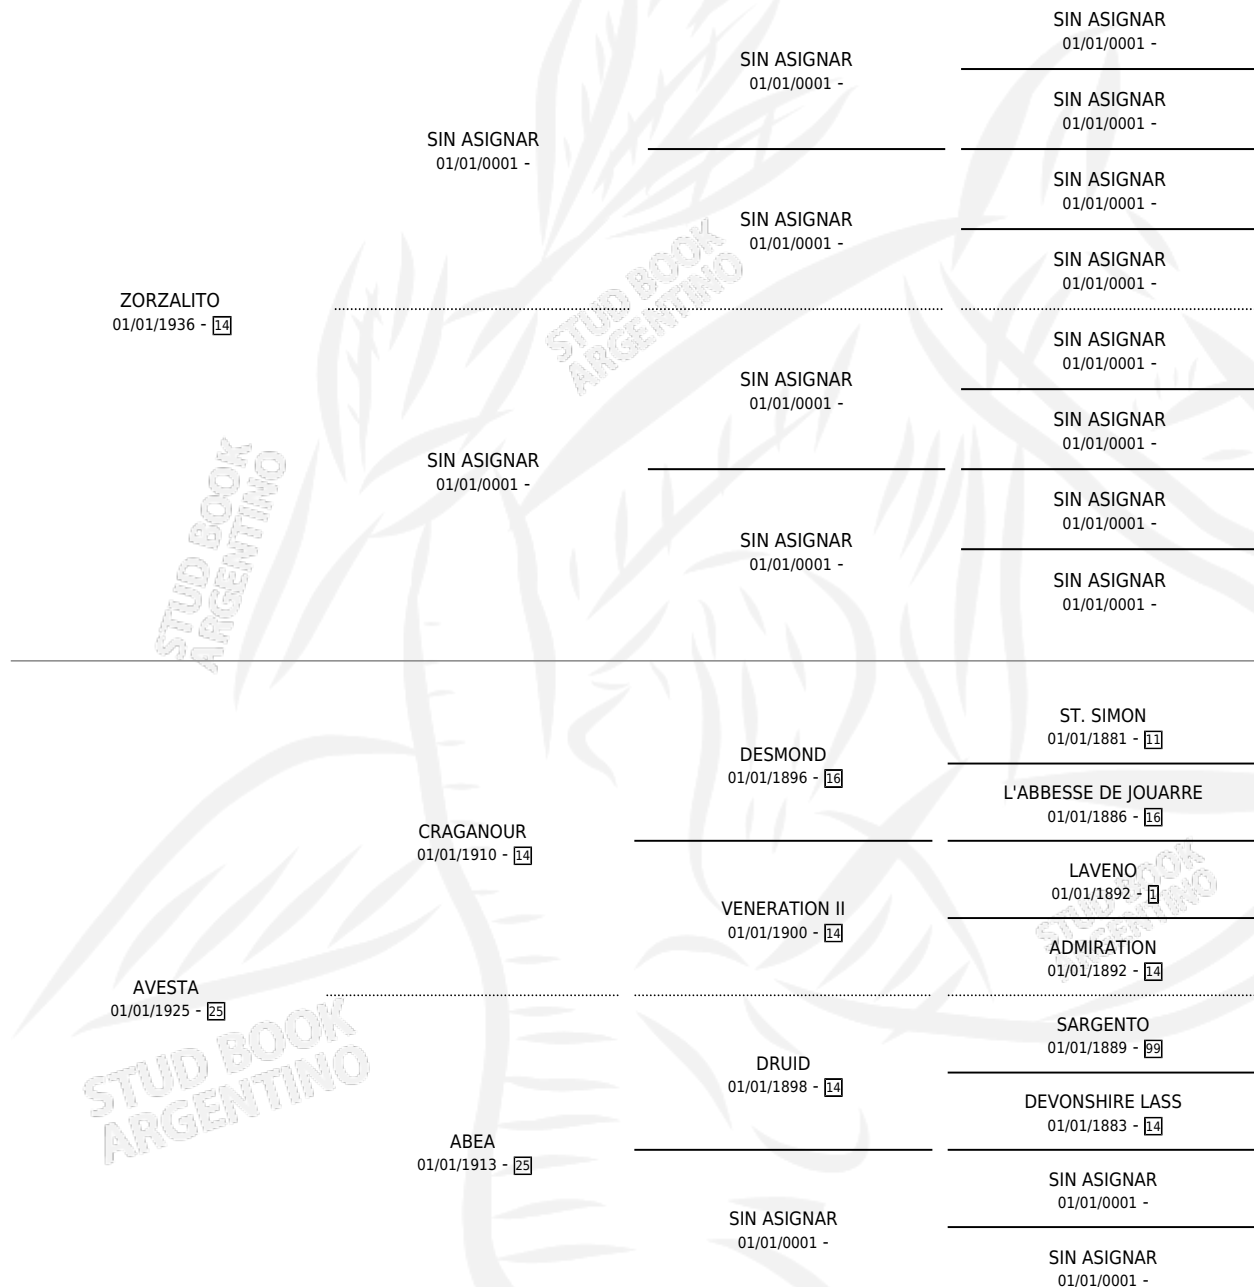 SIN ASIGNAR
01/01/0001 -
SIN ASIGNAR
01/01/0001 -
SIN ASIGNAR
01/01/0001 -
SIN ASIGNAR
01/01/0001 -
SIN ASIGNAR
01/01/0001 -
SIN ASIGNAR
01/01/0001 -
SIN ASIGNAR
01/01/0001 -
ZORZALITO
01/01/1936 - 14
SIN ASIGNAR
01/01/0001 -
SIN ASIGNAR
01/01/0001 -
SIN ASIGNAR
01/01/0001 -
SIN ASIGNAR
01/01/0001 -
SIN ASIGNAR
01/01/0001 -
SIN ASIGNAR
01/01/0001 -
SIN ASIGNAR
01/01/0001 -
STUD BOOK
ARGENTINO
STUD BOOK
ARGENTINO
ST. SIMON
01/01/1881 - 11
DESMOND
01/01/1896 - 16
L'ABBESSE DE JOUARRE
01/01/1886 - 16
CRAGANOUR
01/01/1910 - 14
LAVENO
01/01/1892 - 1
VENERATION II
01/01/1900 - 14
ADMIRATION
01/01/1892 - 14
STUD BOOK
ARGENTINO
AVESTA
01/01/1925 - 25
SARGENTO
01/01/1889 - 99
DRUID
01/01/1898 - 14
DEVONSHIRE LASS
01/01/1883 - 14
ABEA
01/01/1913 - 25
SIN ASIGNAR
01/01/0001 -
SIN ASIGNAR
01/01/0001 -
SIN ASIGNAR
01/01/0001 -
STUD BOOK
ARGENTINO